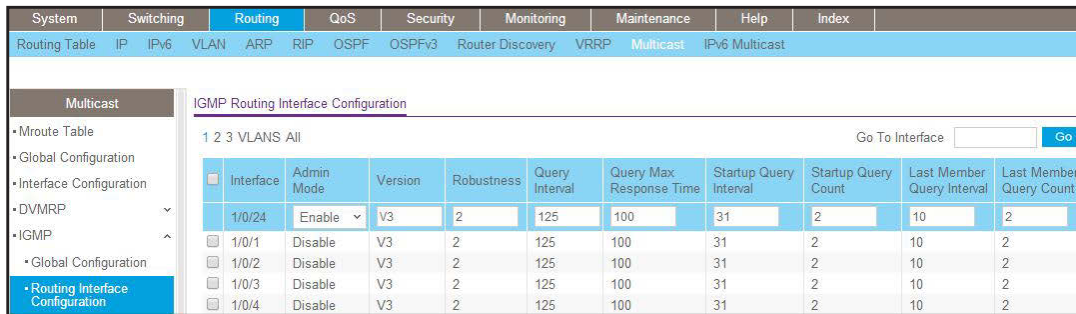 System Switching Routing QoS Security Monitoring Maintenance Help Index
Routing Table IP IPv6 VLAN ARP RIP OSPF OSPFv3 Router Discovery VRRP Multicast IPv6 Multicast
Multicast
Mroute Table
Global Configuration
Interface Configuration
DVMRP
IGMP
Global Configuration
Routing Interface
Configuration
IGMP Routing Interface Configuration
1 2 3 VLANS All Go To Interface Go
Interface Admin Mode Version Robustness Query Interval Query Max Response Time Startup Query Interval Startup Query Count Last Member Query Interval Last Member Query Count
1/0/24 Enable V3 2 125 100 31 2 10 2
1/0/1 Disable V3 2 125 100 31 2 10 2
1/0/2 Disable V3 2 125 100 31 2 10 2
1/0/3 Disable V3 2 125 100 31 2 10 2
1/0/4 Disable V3 2 125 100 31 2 10 2